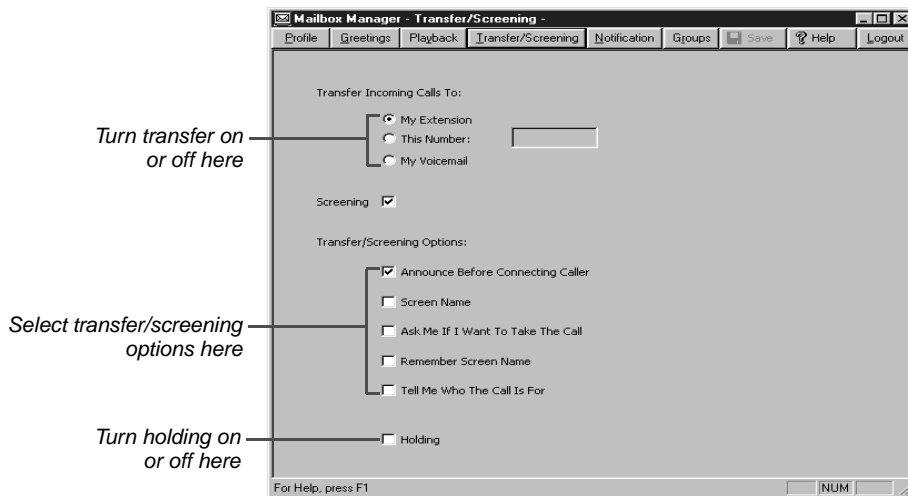 Mailbox Manager - Transfer/Screening -
Profile Greetings Playback Transfer/Screening Notification Groups Save Help Logout
Transfer Incoming Calls To:
My Extension
This Number:
My Voicemail
Turn transfer on
or off here
Screening
Transfer/Screening Options:
Announce Before Connecting Caller
Screen Name
Ask Me If I Want To Take The Call
Remember Screen Name
Tell Me Who The Call Is For
Select transfer/screening
options here
Holding
Turn holding on
or off here
For Help, press F1 NUM